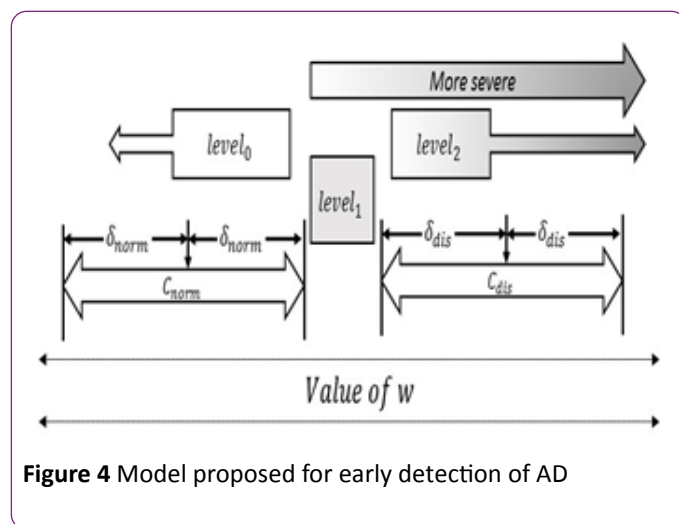 More severe
level₀
level₂
level₁
δnorm δnorm
δdis δdis
Cnorm
Cdis
Value of w
Figure 4 Model proposed for early detection of AD